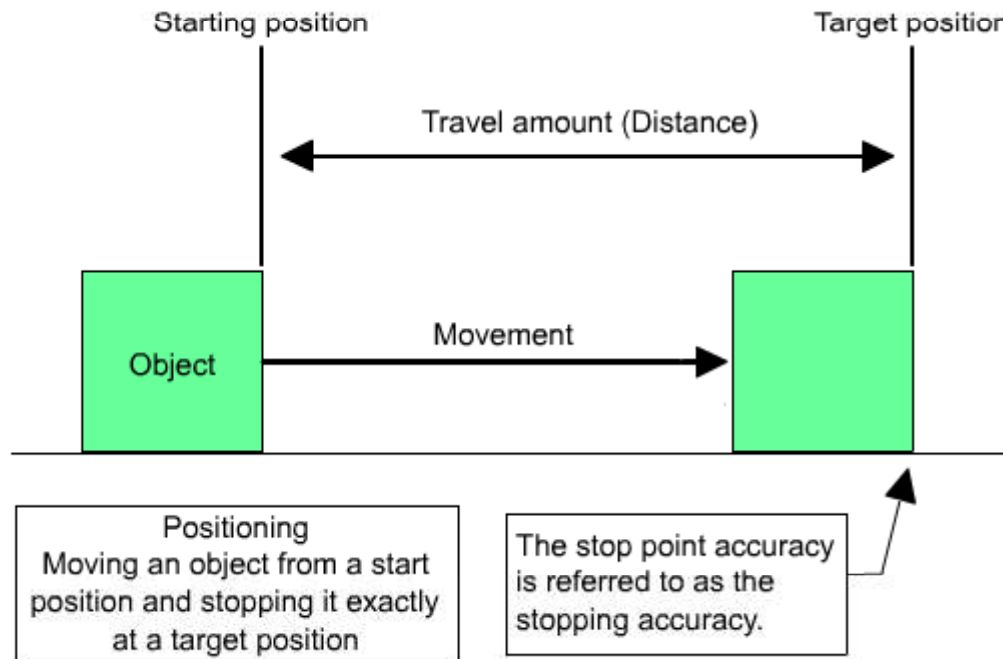 Starting position
Target position
Travel amount (Distance)
Movement
Object
Positioning
Moving an object from a start
position and stopping it exactly
at a target position
The stop point accuracy
is referred to as the
stopping accuracy.